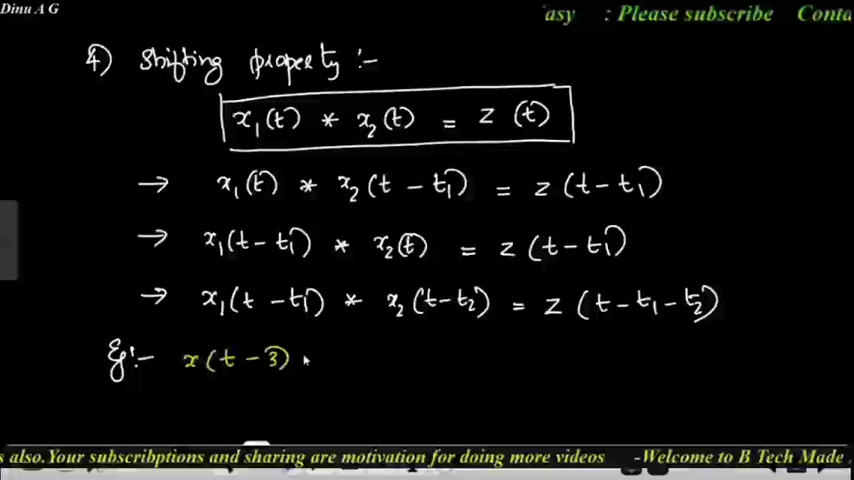 Dinu A G
asy : Please subscribe Conta
4) Shifting property :-
x₁(t) * x₂(t) = z (t)
→ x₁(t) * x₂(t - t₁) = z(t - t₁)
→ x₁(t - t₁) * x₂(t) = z(t - t₁)
→ x₁(t - t₁) * x₂(t - t₂) = z(t - t₁ - t₂)
Eg:- x(t - 3)
s also.Your subscribptions and sharing are motivation for doing more videos -Welcome to B Tech Made